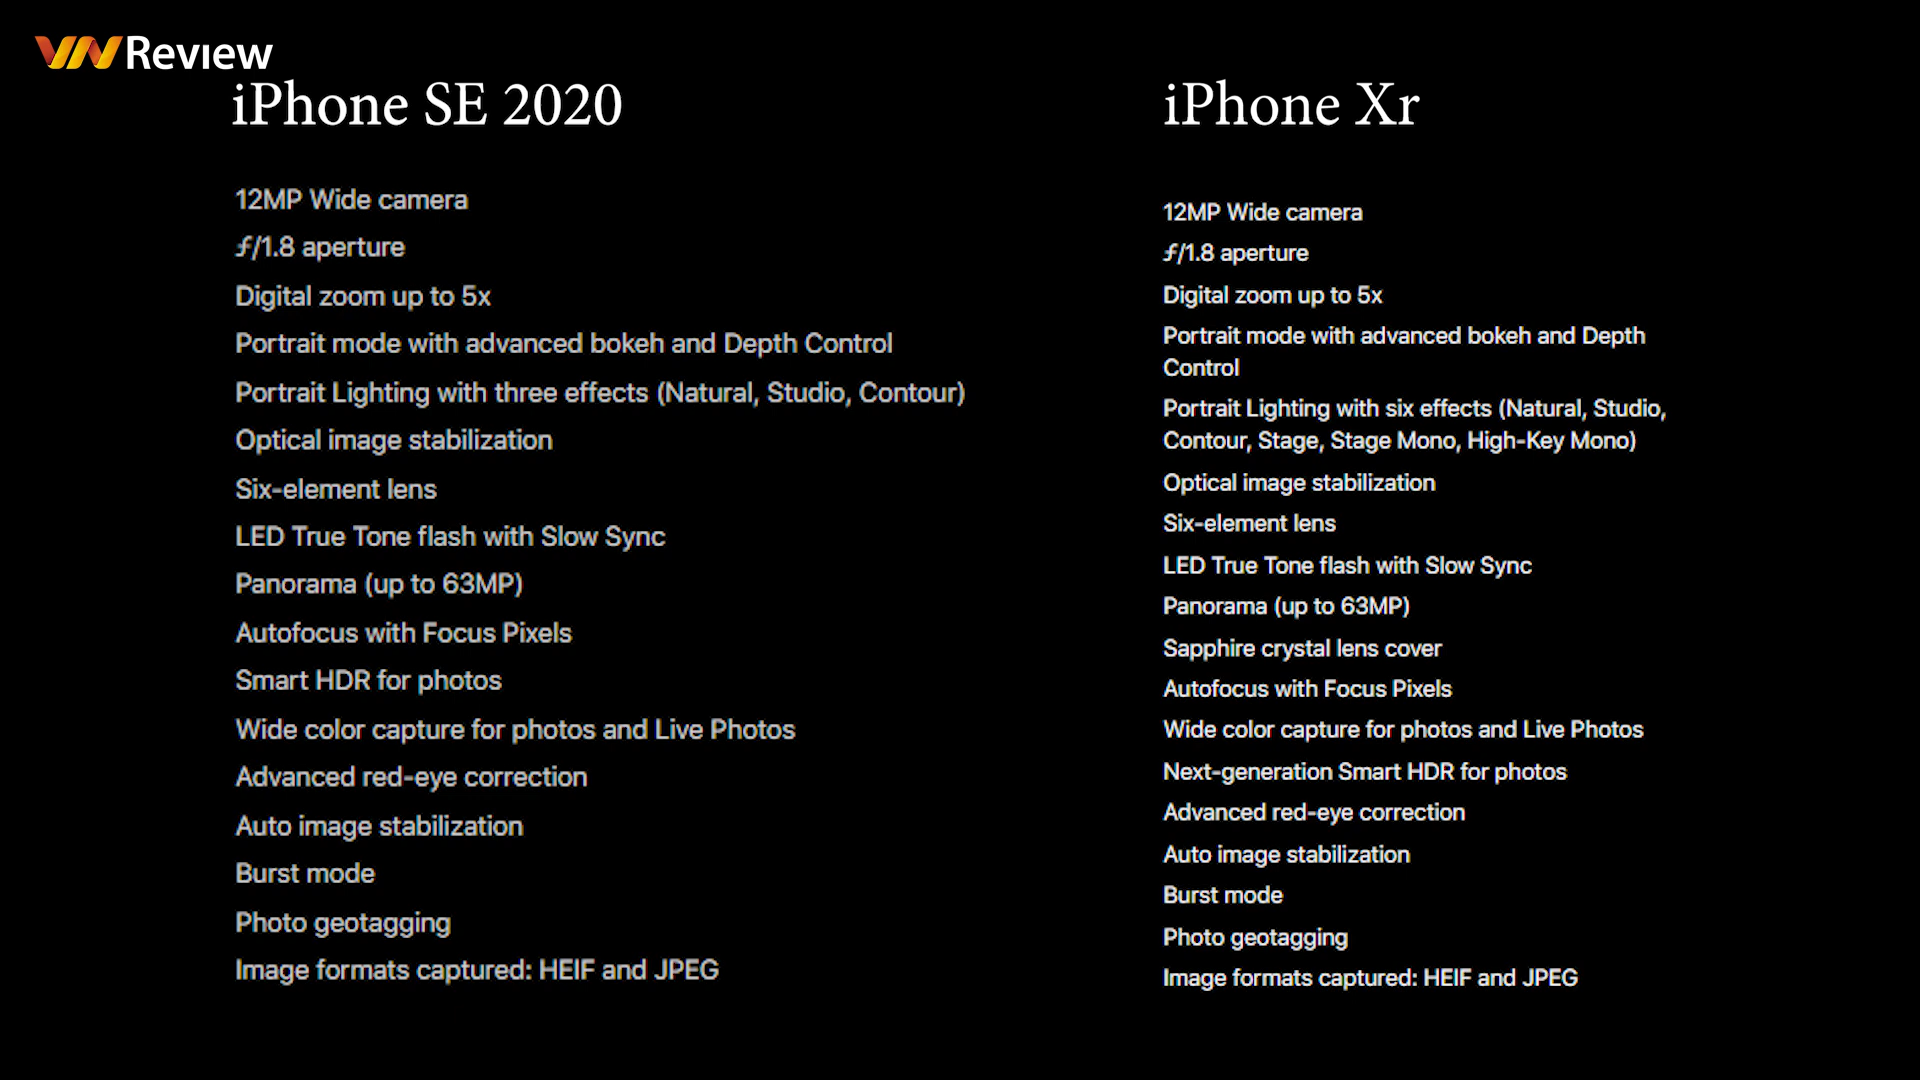 VN Review
iPhone SE 2020
12MP Wide camera
ƒ/1.8 aperture
Digital zoom up to 5x
Portrait mode with advanced bokeh and Depth Control
Portrait Lighting with three effects (Natural, Studio, Contour)
Optical image stabilization
Six-element lens
LED True Tone flash with Slow Sync
Panorama (up to 63MP)
Autofocus with Focus Pixels
Smart HDR for photos
Wide color capture for photos and Live Photos
Advanced red-eye correction
Auto image stabilization
Burst mode
Photo geotagging
Image formats captured: HEIF and JPEG
iPhone Xr
12MP Wide camera
ƒ/1.8 aperture
Digital zoom up to 5x
Portrait mode with advanced bokeh and Depth
Control
Portrait Lighting with six effects (Natural, Studio,
Contour, Stage, Stage Mono, High-Key Mono)
Optical image stabilization
Six-element lens
LED True Tone flash with Slow Sync
Panorama (up to 63MP)
Sapphire crystal lens cover
Autofocus with Focus Pixels
Wide color capture for photos and Live Photos
Next-generation Smart HDR for photos
Advanced red-eye correction
Auto image stabilization
Burst mode
Photo geotagging
Image formats captured: HEIF and JPEG